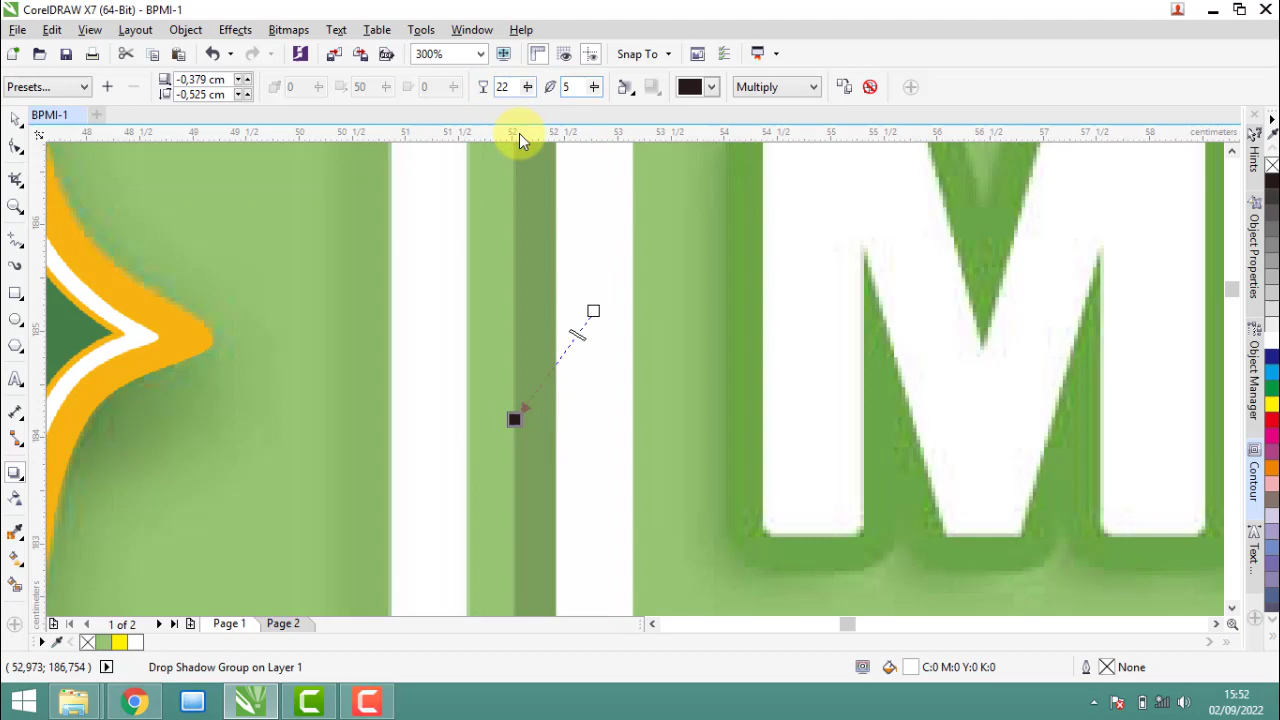 CorelDRAW X7 (64-Bit) - BPMI-1
File Edit View Layout Object Effects Bitmaps Text Table Tools Window Help
300% Snap To
Presets... -0,379 cm -0,525 cm 0 50 0 22 5 Multiply
BPMI-1
48 48 1/2 49 49 1/2 50 50 1/2 51 51 1/2 52 52 1/2 53 53 1/2 54 54 1/2 55 55 1/2 56 56 1/2 57 57 1/2 58 centimeters
186
185
184
183
centimeters
M
Hints
Object Properties
Object Manager
Contour
Text...
1 of 2 Page 1 Page 2
( 52,973; 186,754 ) Drop Shadow Group on Layer 1 C:0 M:0 Y:0 K:0 None
15:52
02/09/2022